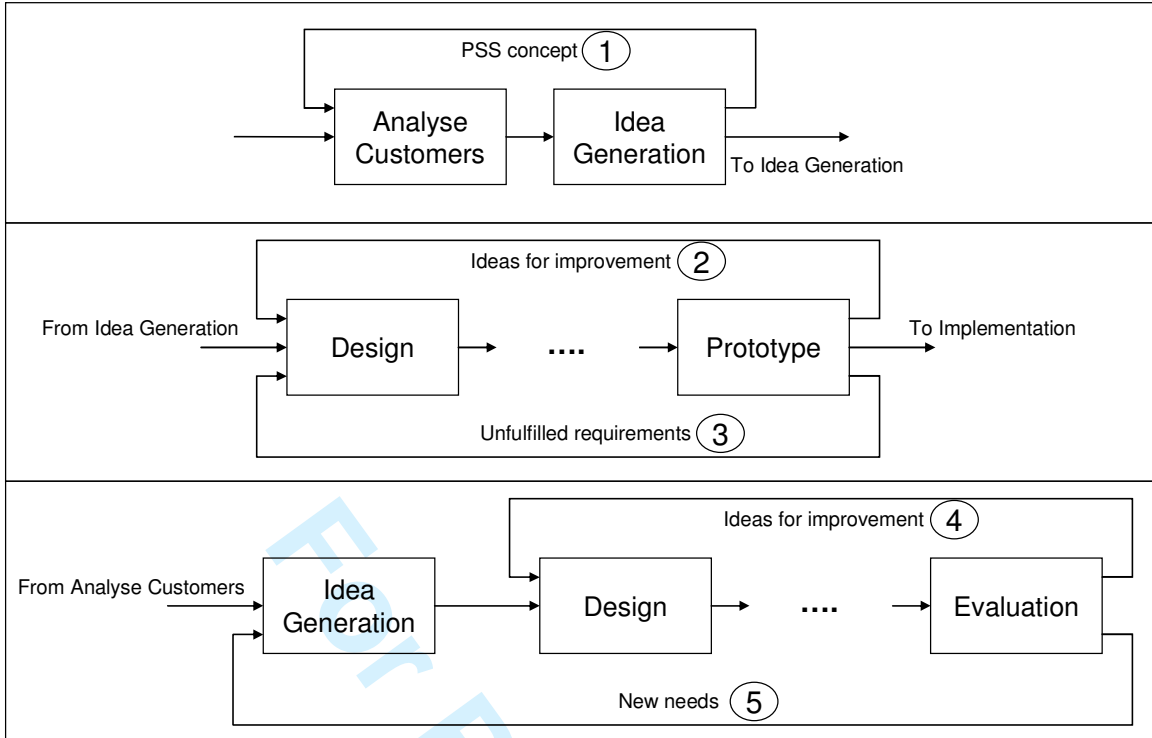 PSS concept 1
Analyse
Customers
Idea
Generation
To Idea Generation
Ideas for improvement 2
From Idea Generation
Design
....
Prototype
To Implementation
Unfulfilled requirements 3
Ideas for improvement 4
From Analyse Customers
Idea
Generation
Design
....
Evaluation
New needs 5
For